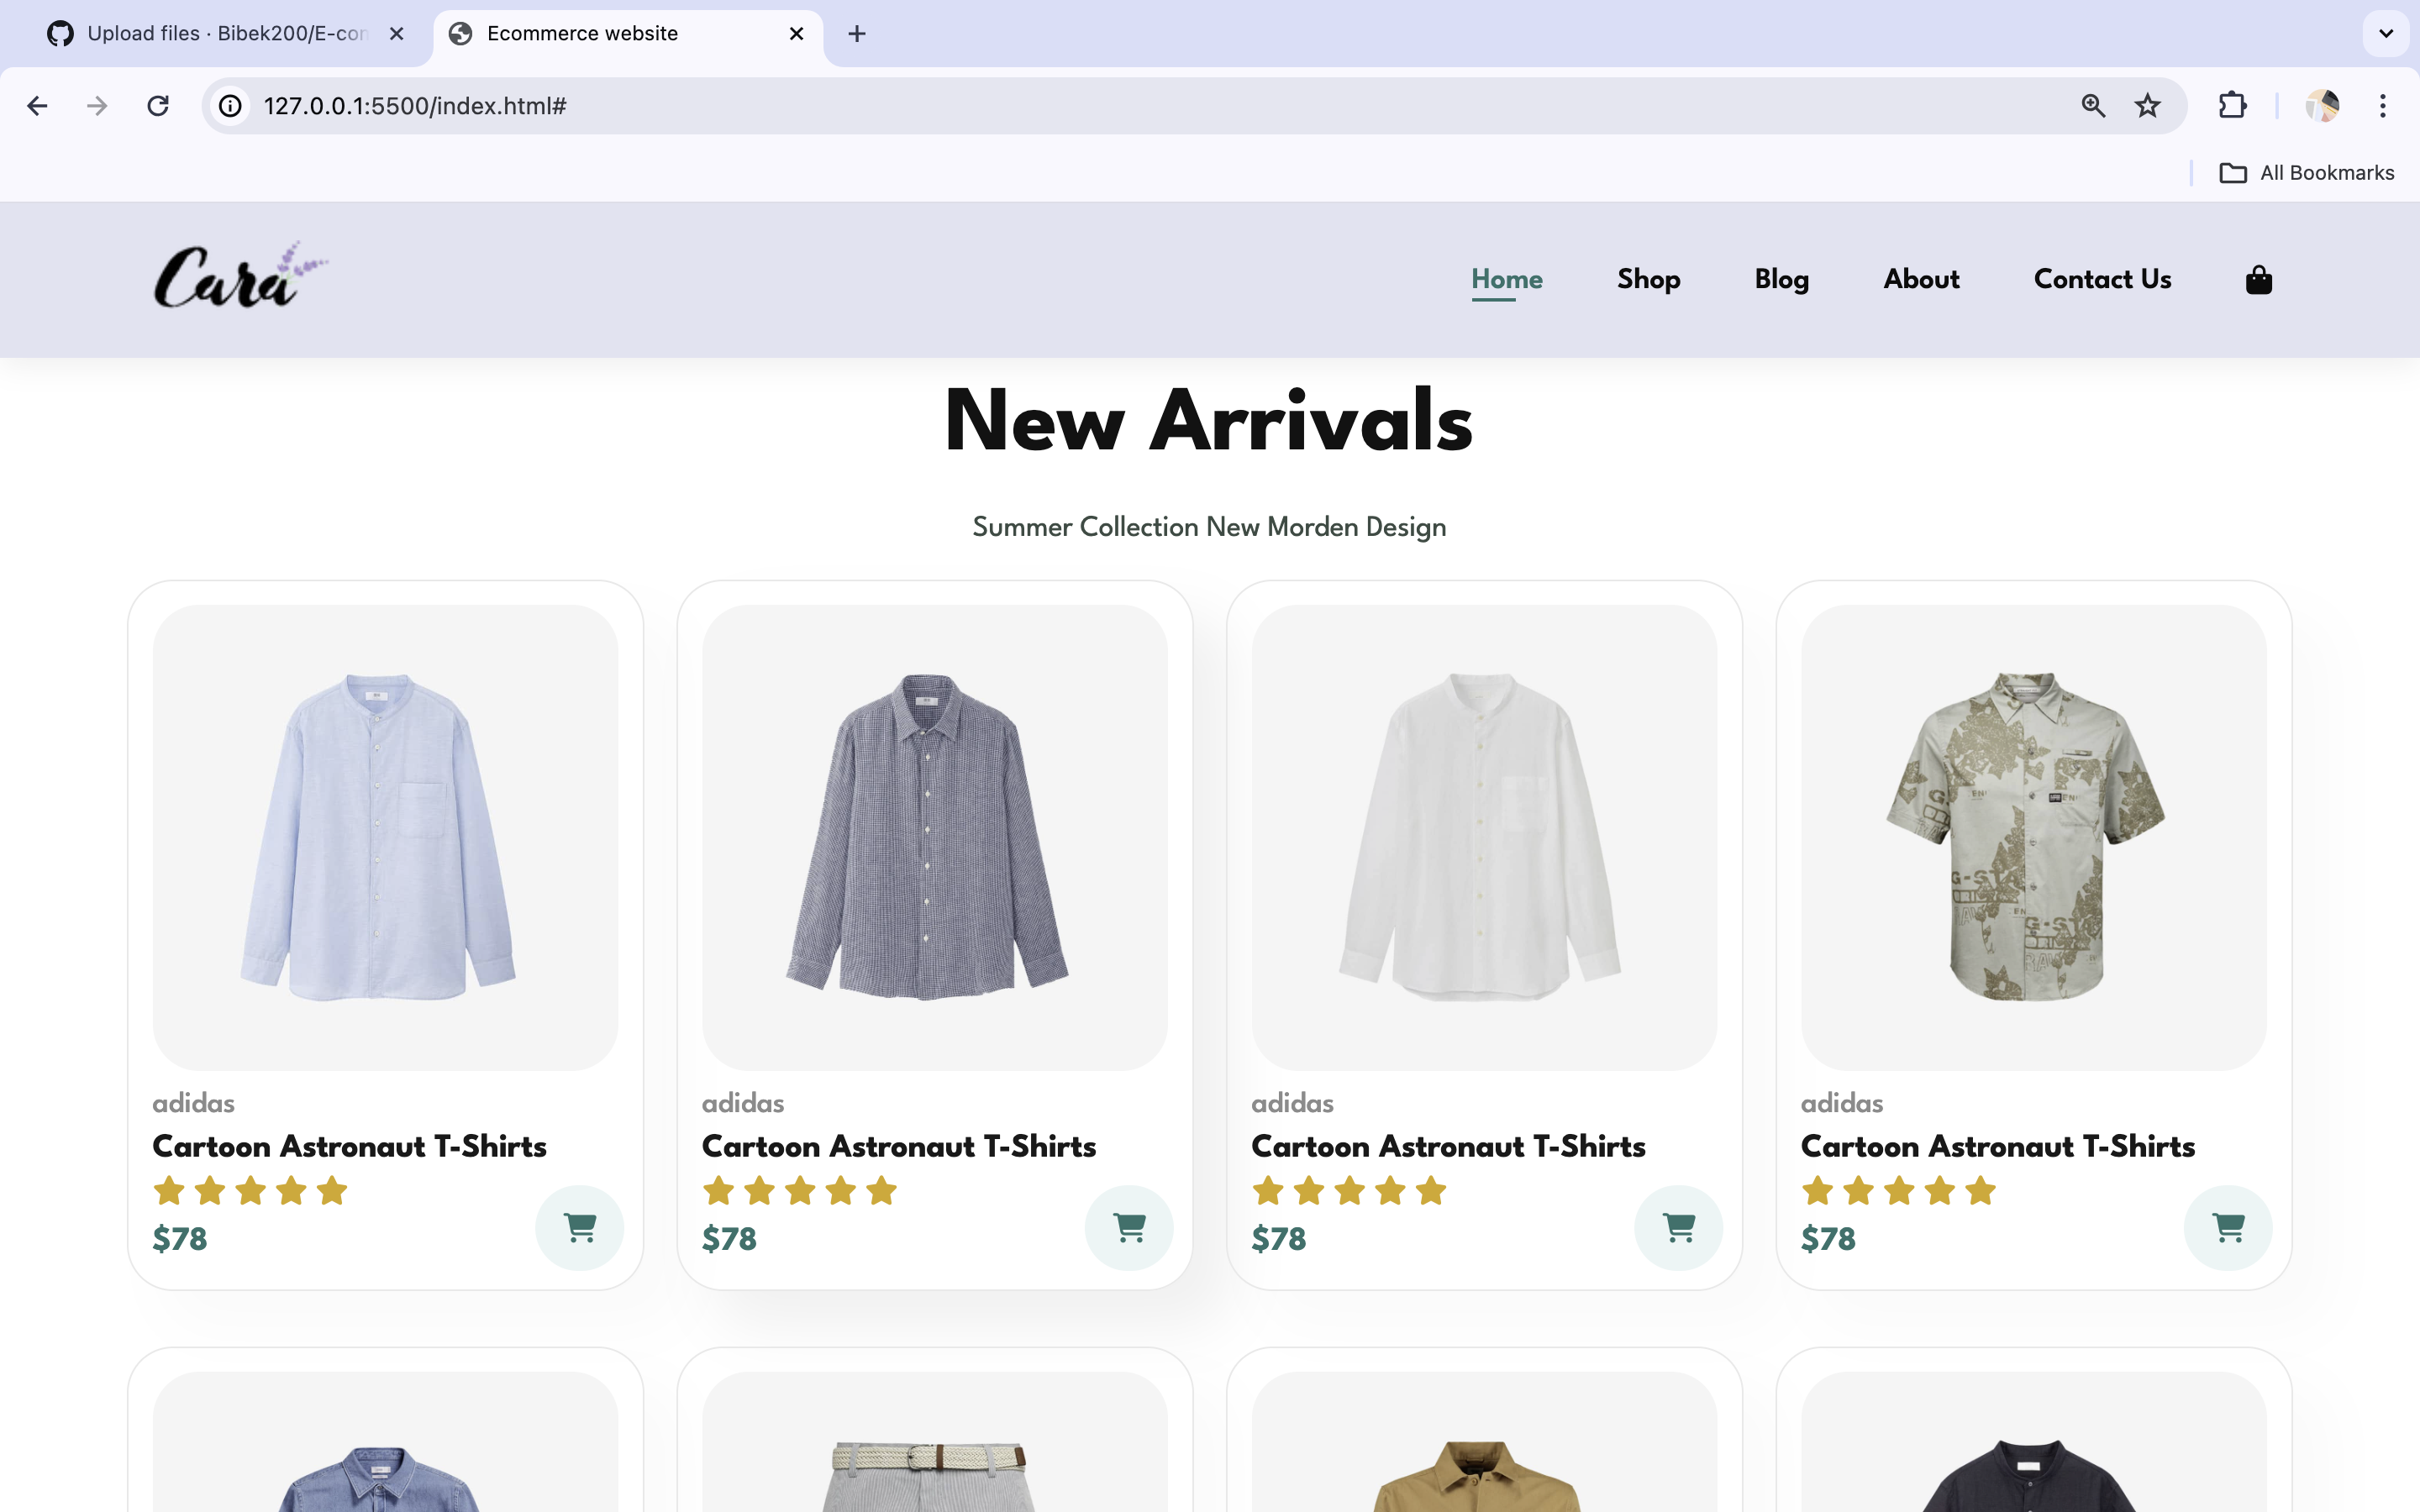 Upload files · Bibek200/E-con
Ecommerce website
127.0.0.1:5500/index.html#
All Bookmarks
Cara
Home Shop Blog About Contact Us
New Arrivals
Summer Collection New Morden Design
adidas adidas adidas adidas
Cartoon Astronaut T-Shirts Cartoon Astronaut T-Shirts Cartoon Astronaut T-Shirts Cartoon Astronaut T-Shirts
$78 $78 $78 $78